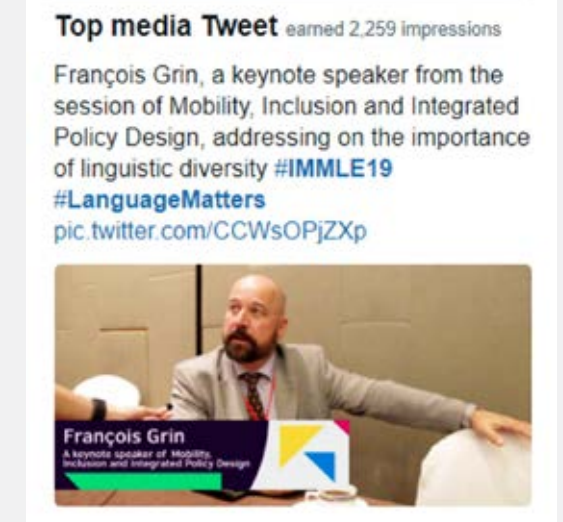 Top media Tweet earned 2,259 impressions
François Grin, a keynote speaker from the
session of Mobility, Inclusion and Integrated
Policy Design, addressing on the importance
of linguistic diversity #IMMLE19
#LanguageMatters
pic.twitter.com/CCWsOPjZXp
François Grin
A keynote speaker of Mobility,
Inclusion and Integrated Policy Design